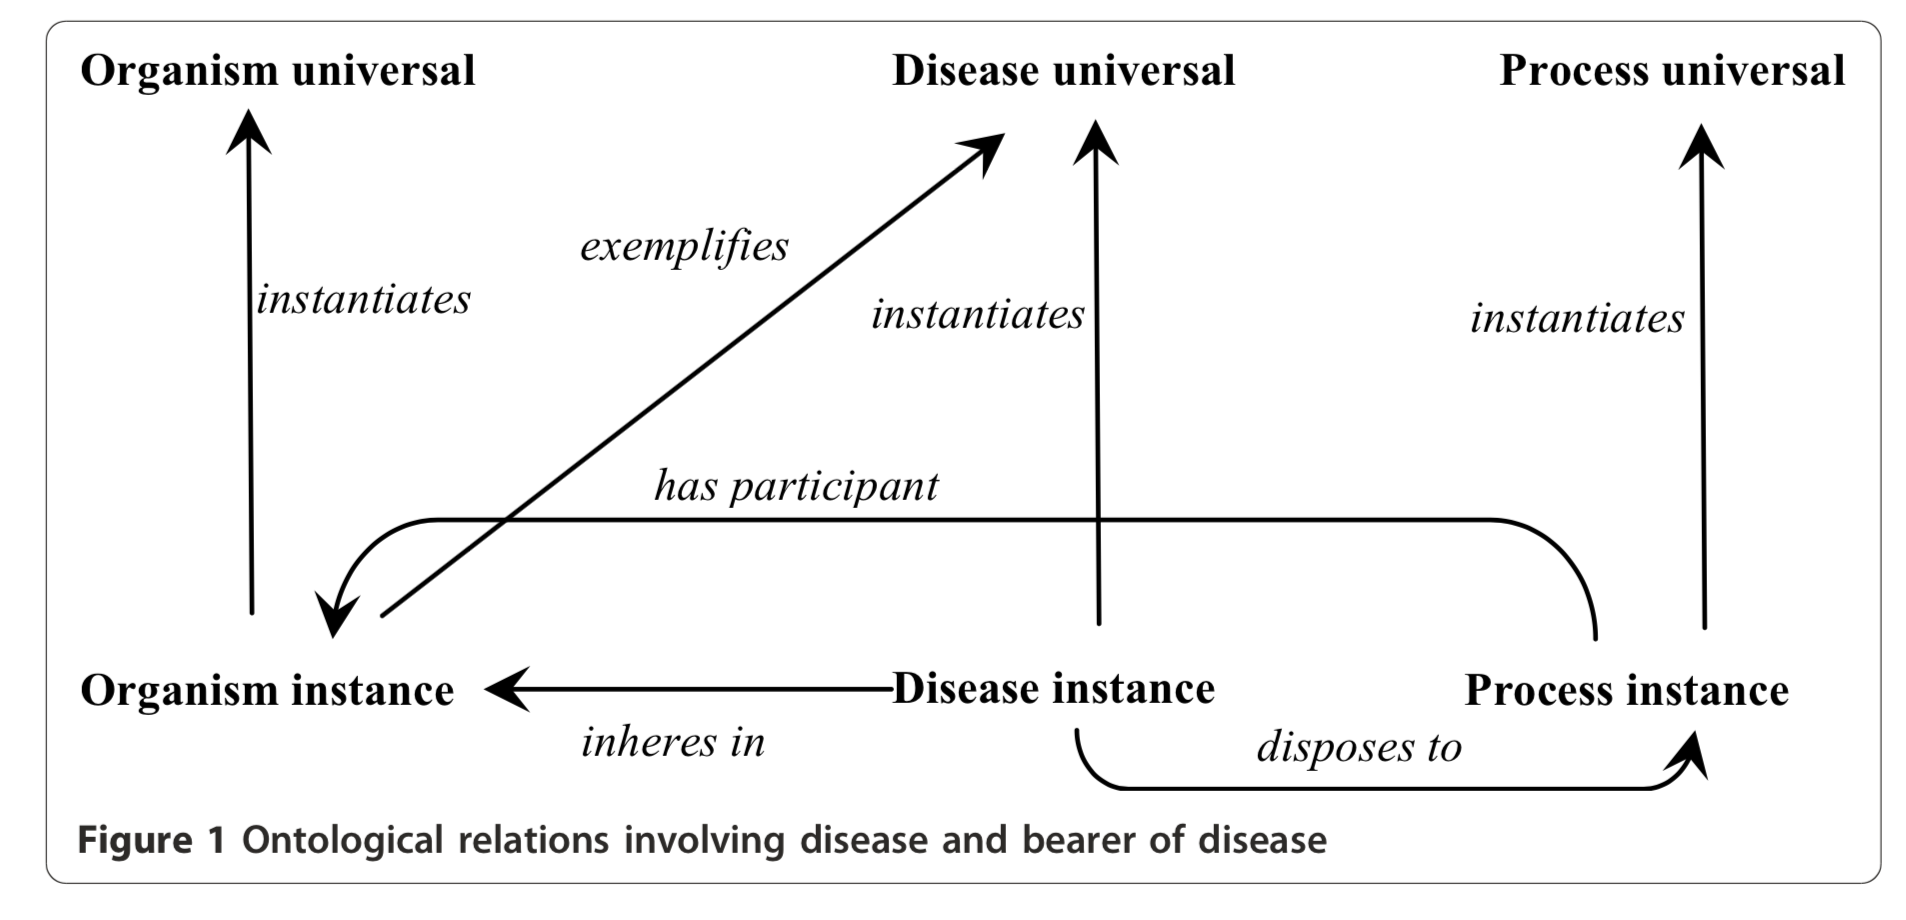 Organism universal
Disease universal
Process universal
exemplifies
instantiates
instantiates
instantiates
has participant
Organism instance
Disease instance
Process instance
inheres in
disposes to
Figure 1 Ontological relations involving disease and bearer of disease